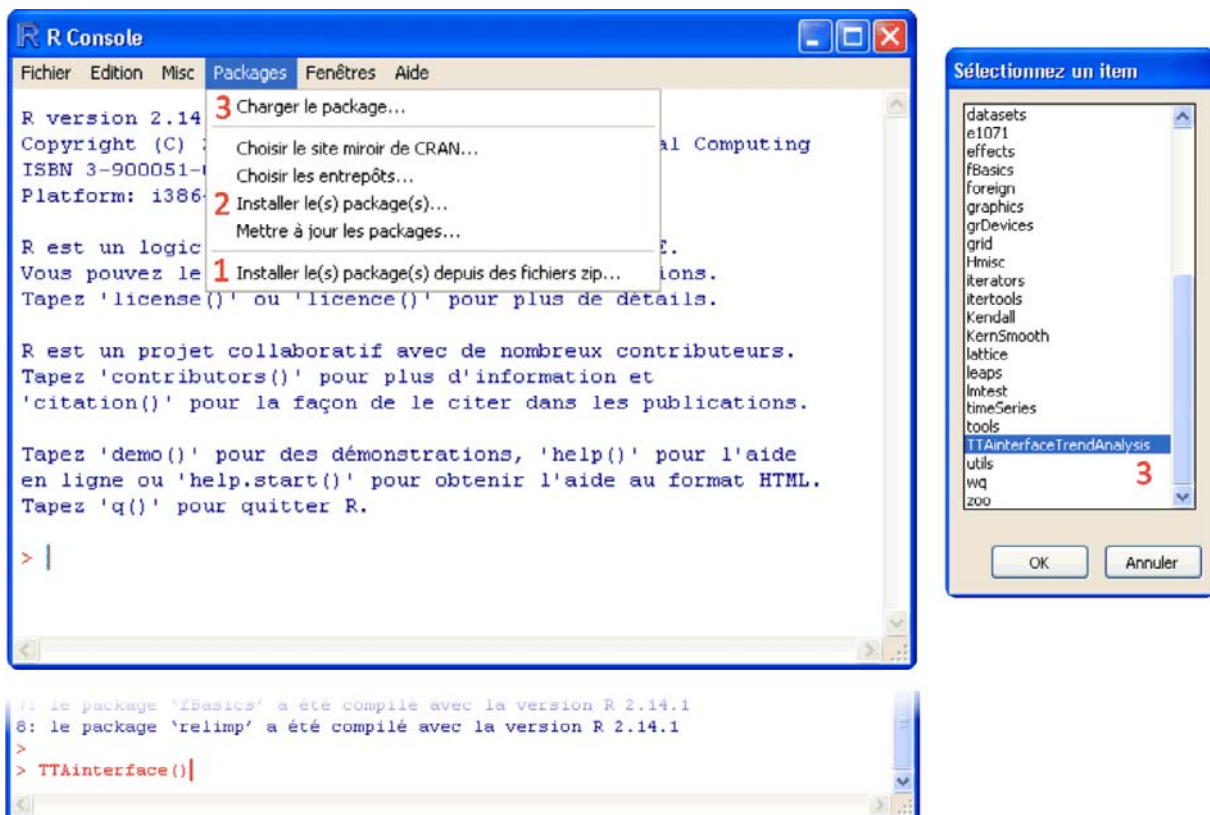 R Console
Fichier Edition Misc Packages Fenêtres Aide
3 Charger le package...
Choisir le site miroir de CRAN...
Choisir les entrepôts...
2 Installer le(s) package(s)...
Mettre à jour les packages...
1 Installer le(s) package(s) depuis des fichiers zip...
R version 2.14
Copyright (C) al Computing
ISBN 3-900051-
Platform: i386-
R est un logic E.
Vous pouvez le ions.
Tapez 'license()' ou 'licence()' pour plus de détails.
R est un projet collaboratif avec de nombreux contributeurs.
Tapez 'contributors()' pour plus d'information et
'citation()' pour la façon de le citer dans les publications.
Tapez 'demo()' pour des démonstrations, 'help()' pour l'aide
en ligne ou 'help.start()' pour obtenir l'aide au format HTML.
Tapez 'q()' pour quitter R.
>
Sélectionnez un item
datasets
e1071
effects
fBasics
foreign
graphics
grDevices
grid
Hmisc
iterators
itertools
Kendall
KernSmooth
lattice
leaps
lmtest
timeSeries
tools
TTAinterfaceTrendAnalysis
utils
wq
zoo
3
OK Annuler
7: le package 'fBasics' a été compilé avec la version R 2.14.1
8: le package 'relimp' a été compilé avec la version R 2.14.1
>
> TTAinterface()